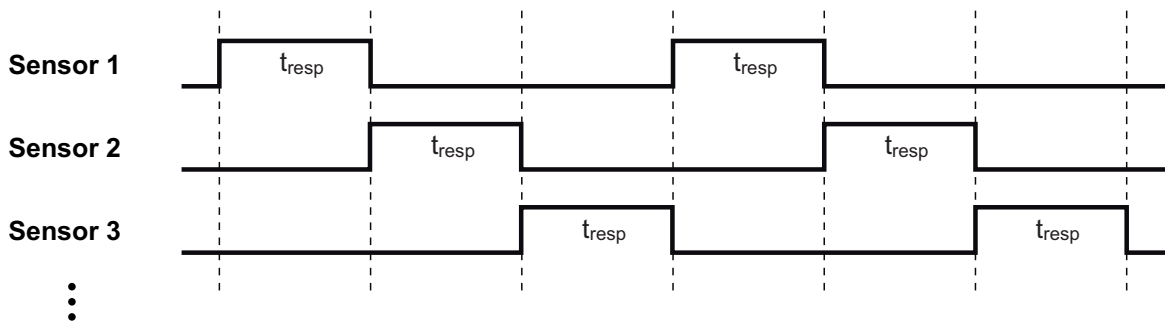 Sensor 1
t_resp
t_resp
Sensor 2
t_resp
t_resp
Sensor 3
t_resp
t_resp